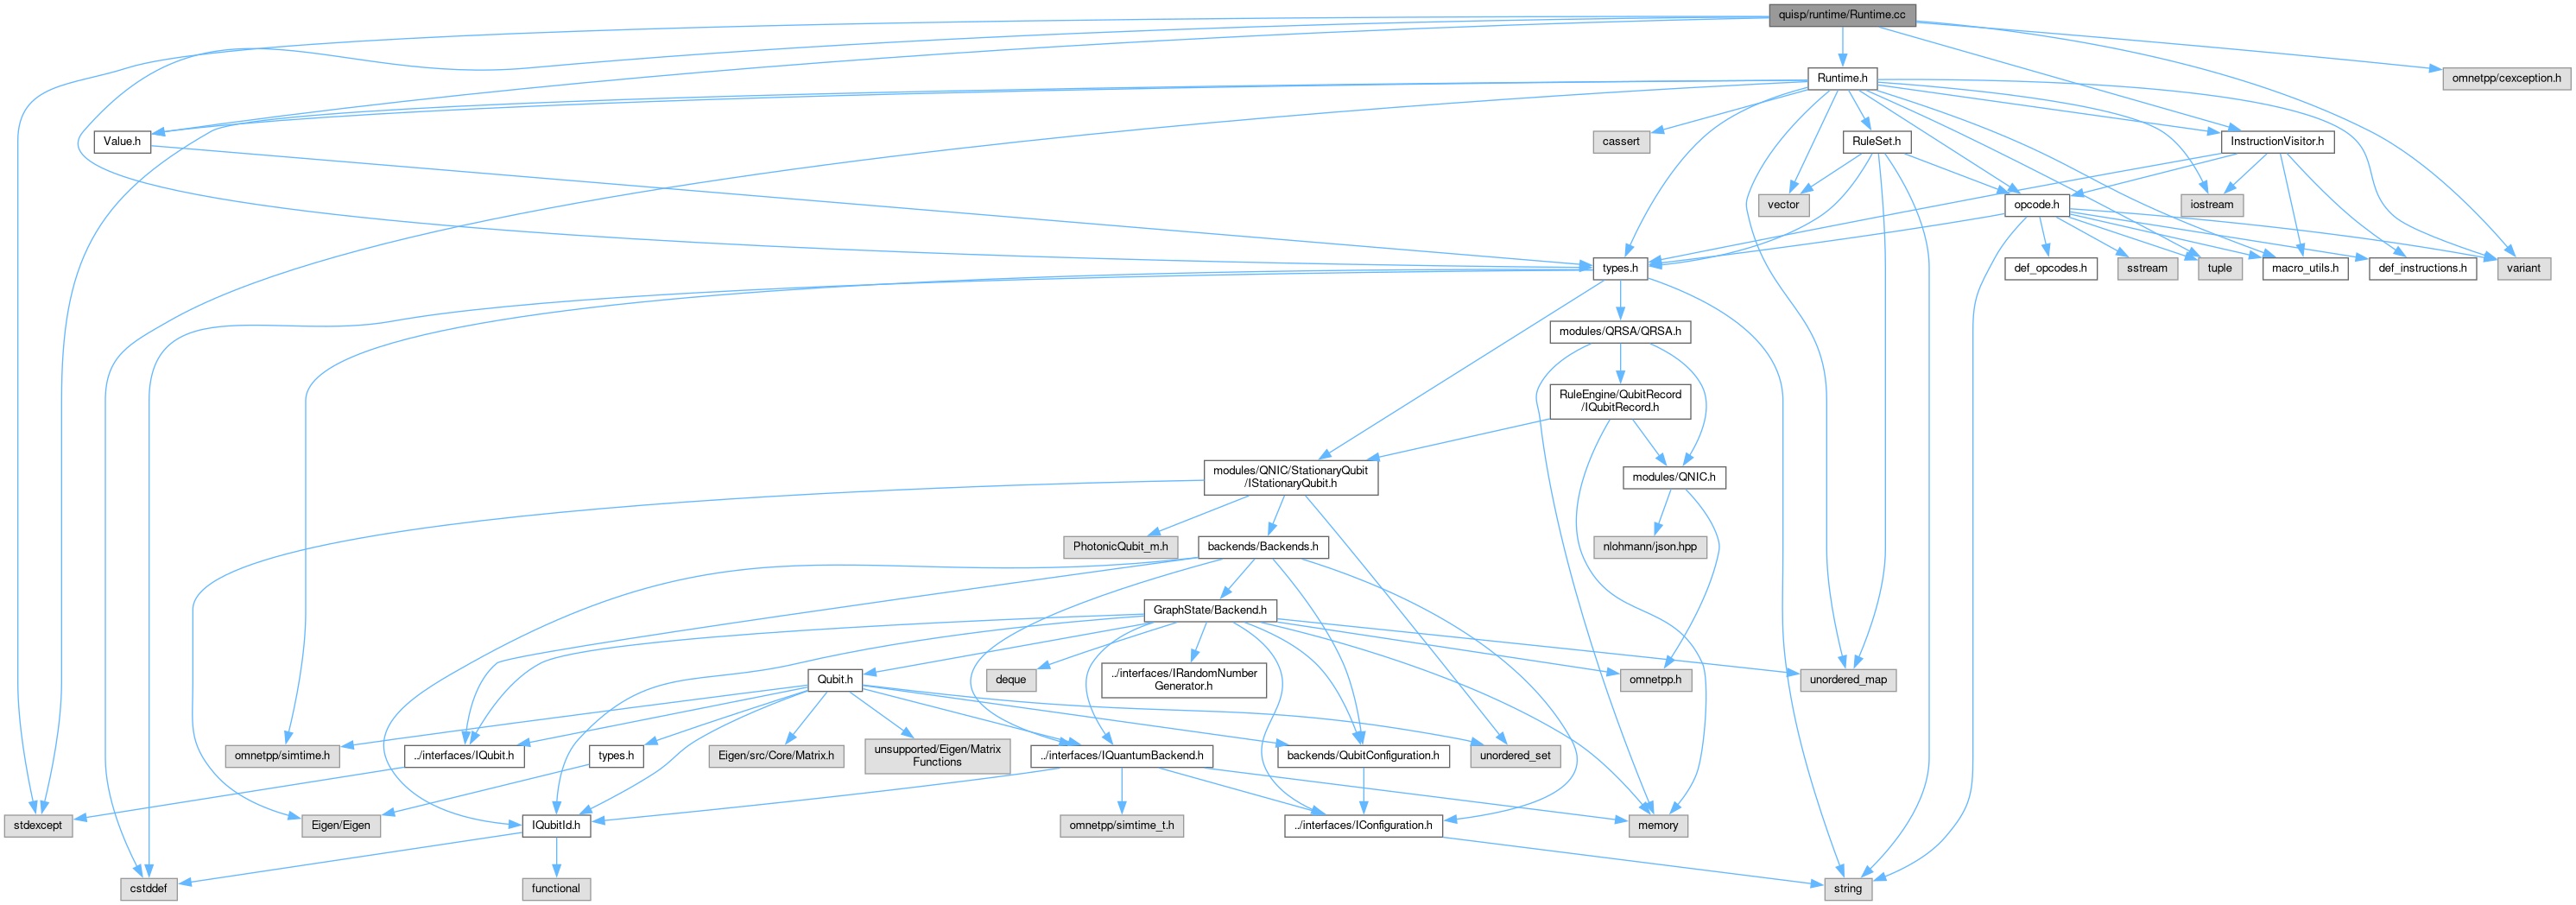 quisp/runtime/Runtime.cc
Runtime.h
omnetpp/cexception.h
Value.h
cassert
RuleSet.h
InstructionVisitor.h
vector
opcode.h
iostream
types.h
def_opcodes.h
sstream
tuple
macro_utils.h
def_instructions.h
variant
modules/QRSA/QRSA.h
RuleEngine/QubitRecord
/IQubitRecord.h
modules/QNIC/StationaryQubit
/IStationaryQubit.h
modules/QNIC.h
PhotonicQubit_m.h
backends/Backends.h
nlohmann/json.hpp
GraphState/Backend.h
Qubit.h
deque
../interfaces/IRandomNumber
Generator.h
omnetpp.h
unordered_map
omnetpp/simtime.h
../interfaces/IQubit.h
types.h
Eigen/src/Core/Matrix.h
unsupported/Eigen/Matrix
Functions
../interfaces/IQuantumBackend.h
backends/QubitConfiguration.h
unordered_set
stdexcept
Eigen/Eigen
IQubitId.h
omnetpp/simtime_t.h
../interfaces/IConfiguration.h
memory
cstddef
functional
string